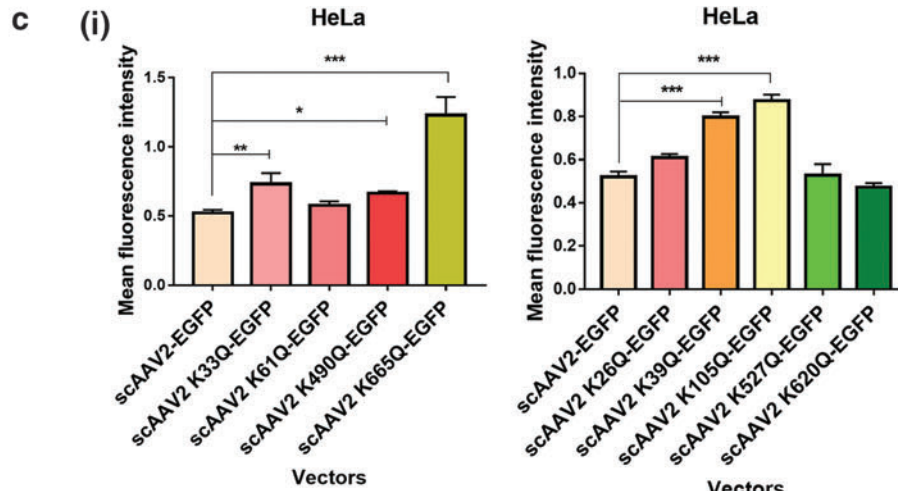 c (i)
HeLa
Mean fluorescence intensity
1.5
1.0
0.5
0.0
***
*
**
scAAV2-EGFP
scAAV2 K33Q-EGFP
scAAV2 K61Q-EGFP
scAAV2 K490Q-EGFP
scAAV2 K665Q-EGFP
Vectors
HeLa
Mean fluorescence intensity
1.0
0.8
0.6
0.4
0.2
0.0
***
***
scAAV2-EGFP
scAAV2 K26Q-EGFP
scAAV2 K39Q-EGFP
scAAV2 K105Q-EGFP
scAAV2 K527Q-EGFP
scAAV2 K620Q-EGFP
Vectors